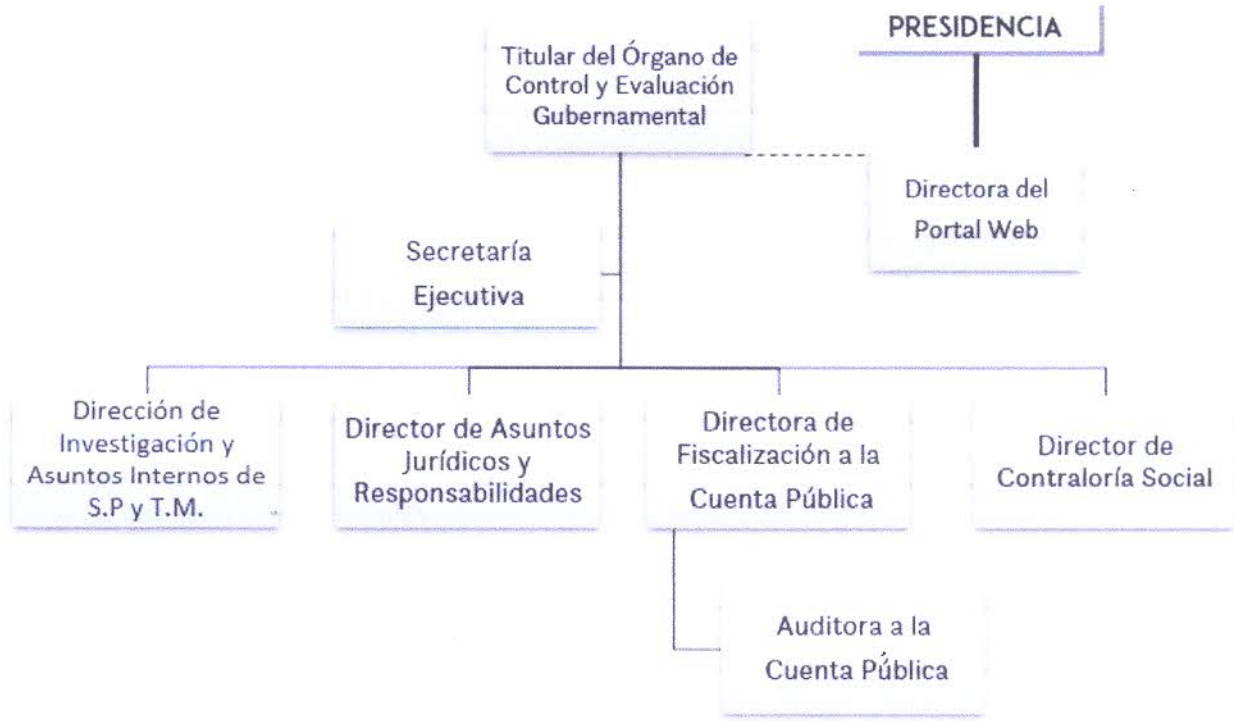 PRESIDENCIA
Titular del Órgano de
Control y Evaluación
Gubernamental
Directora del
Portal Web
Secretaría
Ejecutiva
Dirección de
Investigación y
Asuntos Internos de
S.P y T.M.
Director de Asuntos
Jurídicos y
Responsabilidades
Directora de
Fiscalización a la
Cuenta Pública
Director de
Contraloría Social
Auditora a la
Cuenta Pública